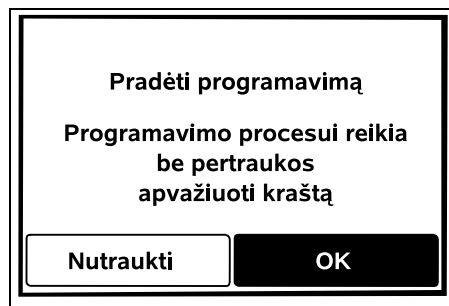 Pradėti programavimą
Programavimo procesui reikia
be pertraukos
apvažiuoti kraštą
Nutraukti
OK